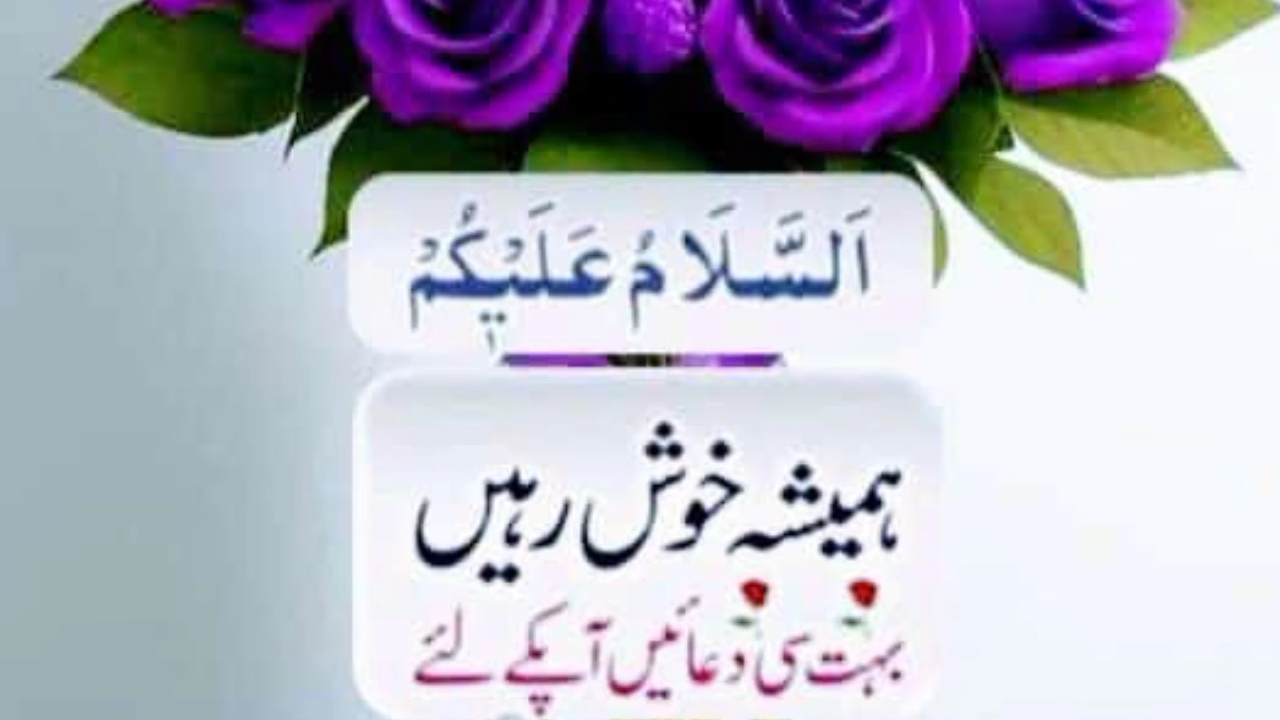 اَلسَّلَامُ عَلَيْكُمْ
ہمیشہ خوش رہیں
بہت سی دعائیں آپکے لئے